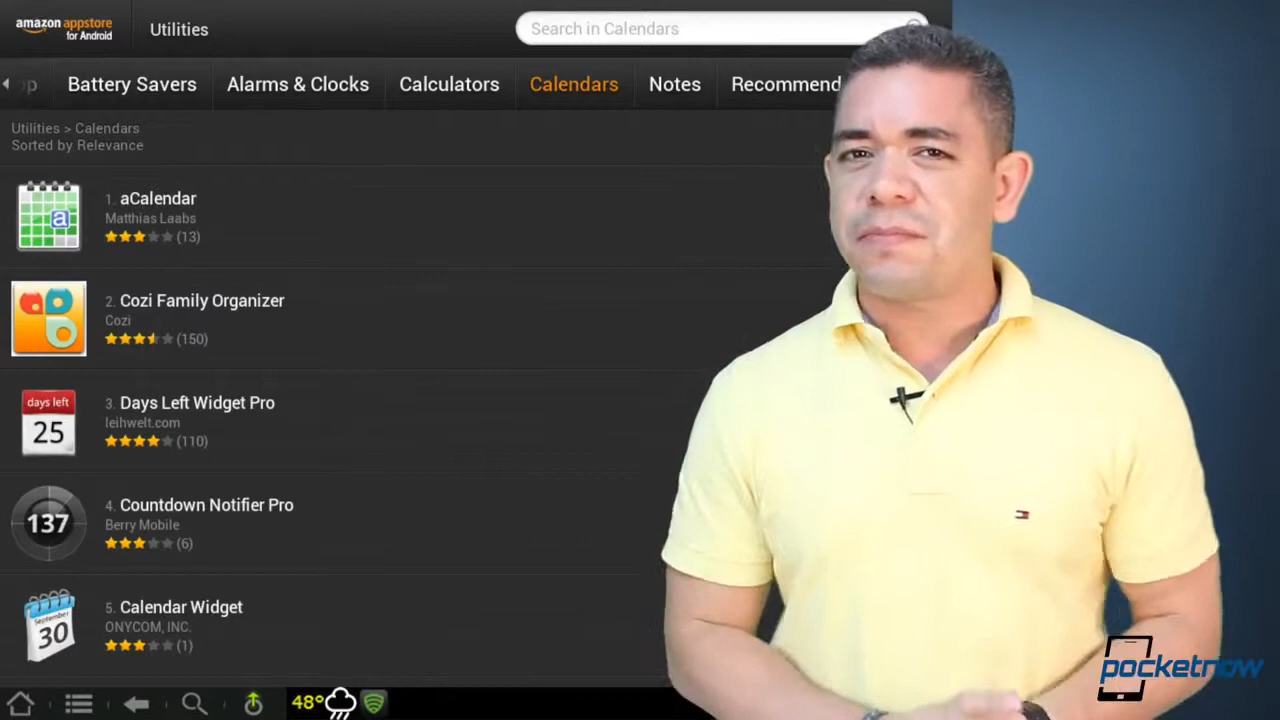 amazon appstore
for Android
Utilities
Search in Calendars
op
Battery Savers
Alarms & Clocks
Calculators
Calendars
Notes
Recommend
Utilities > Calendars
Sorted by Relevance
1. aCalendar
Matthias Laabs
(13)
a
2. Cozi Family Organizer
Cozi
(150)
days left
25
3. Days Left Widget Pro
leihwelt.com
(110)
137
4. Countdown Notifier Pro
Berry Mobile
(6)
September
30
5. Calendar Widget
ONYCOM, INC.
(1)
48°
pocketnow